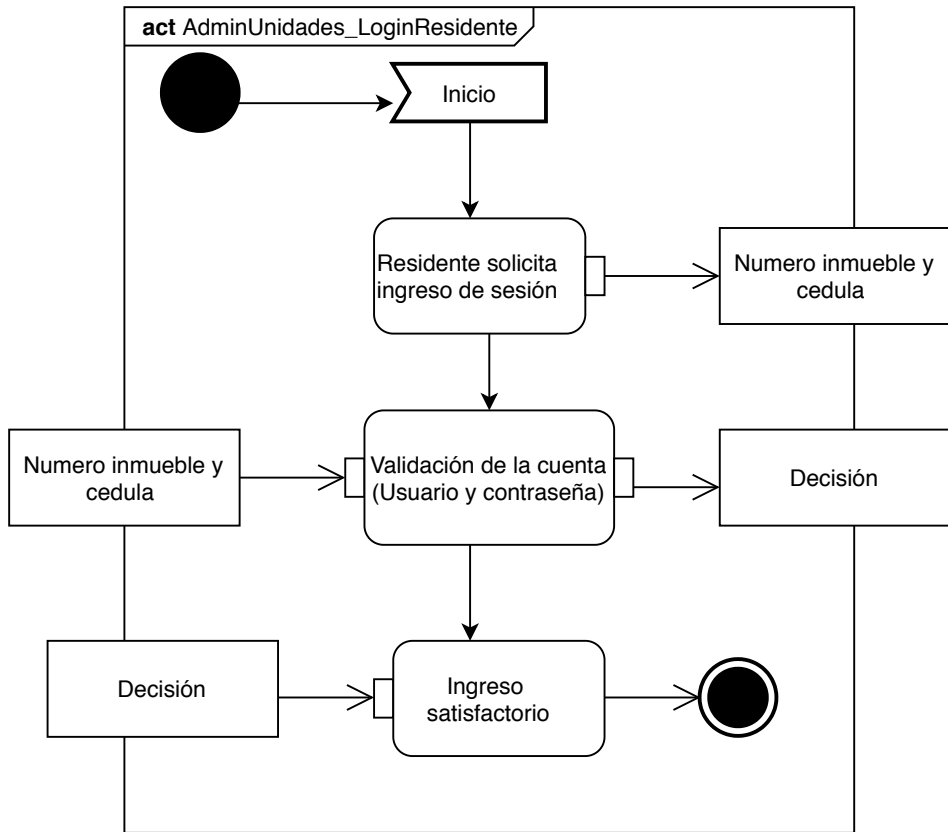 act AdminUnidades_LoginResidente
Inicio
Residente solicita
ingreso de sesión
Numero inmueble y
cedula
Numero inmueble y
cedula
Validación de la cuenta
(Usuario y contraseña)
Decisión
Decisión
Ingreso
satisfactorio